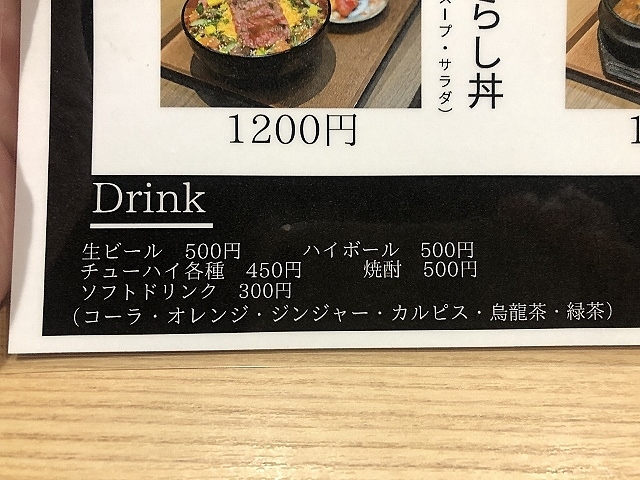 らし丼
スープ・サラダ）
1200円
Drink
生ビール 500円 ハイボール 500円
チューハイ各種 450円 焼酎 500円
ソフトドリンク 300円
（コーラ・オレンジ・ジンジャー・カルピス・烏龍茶・緑茶）